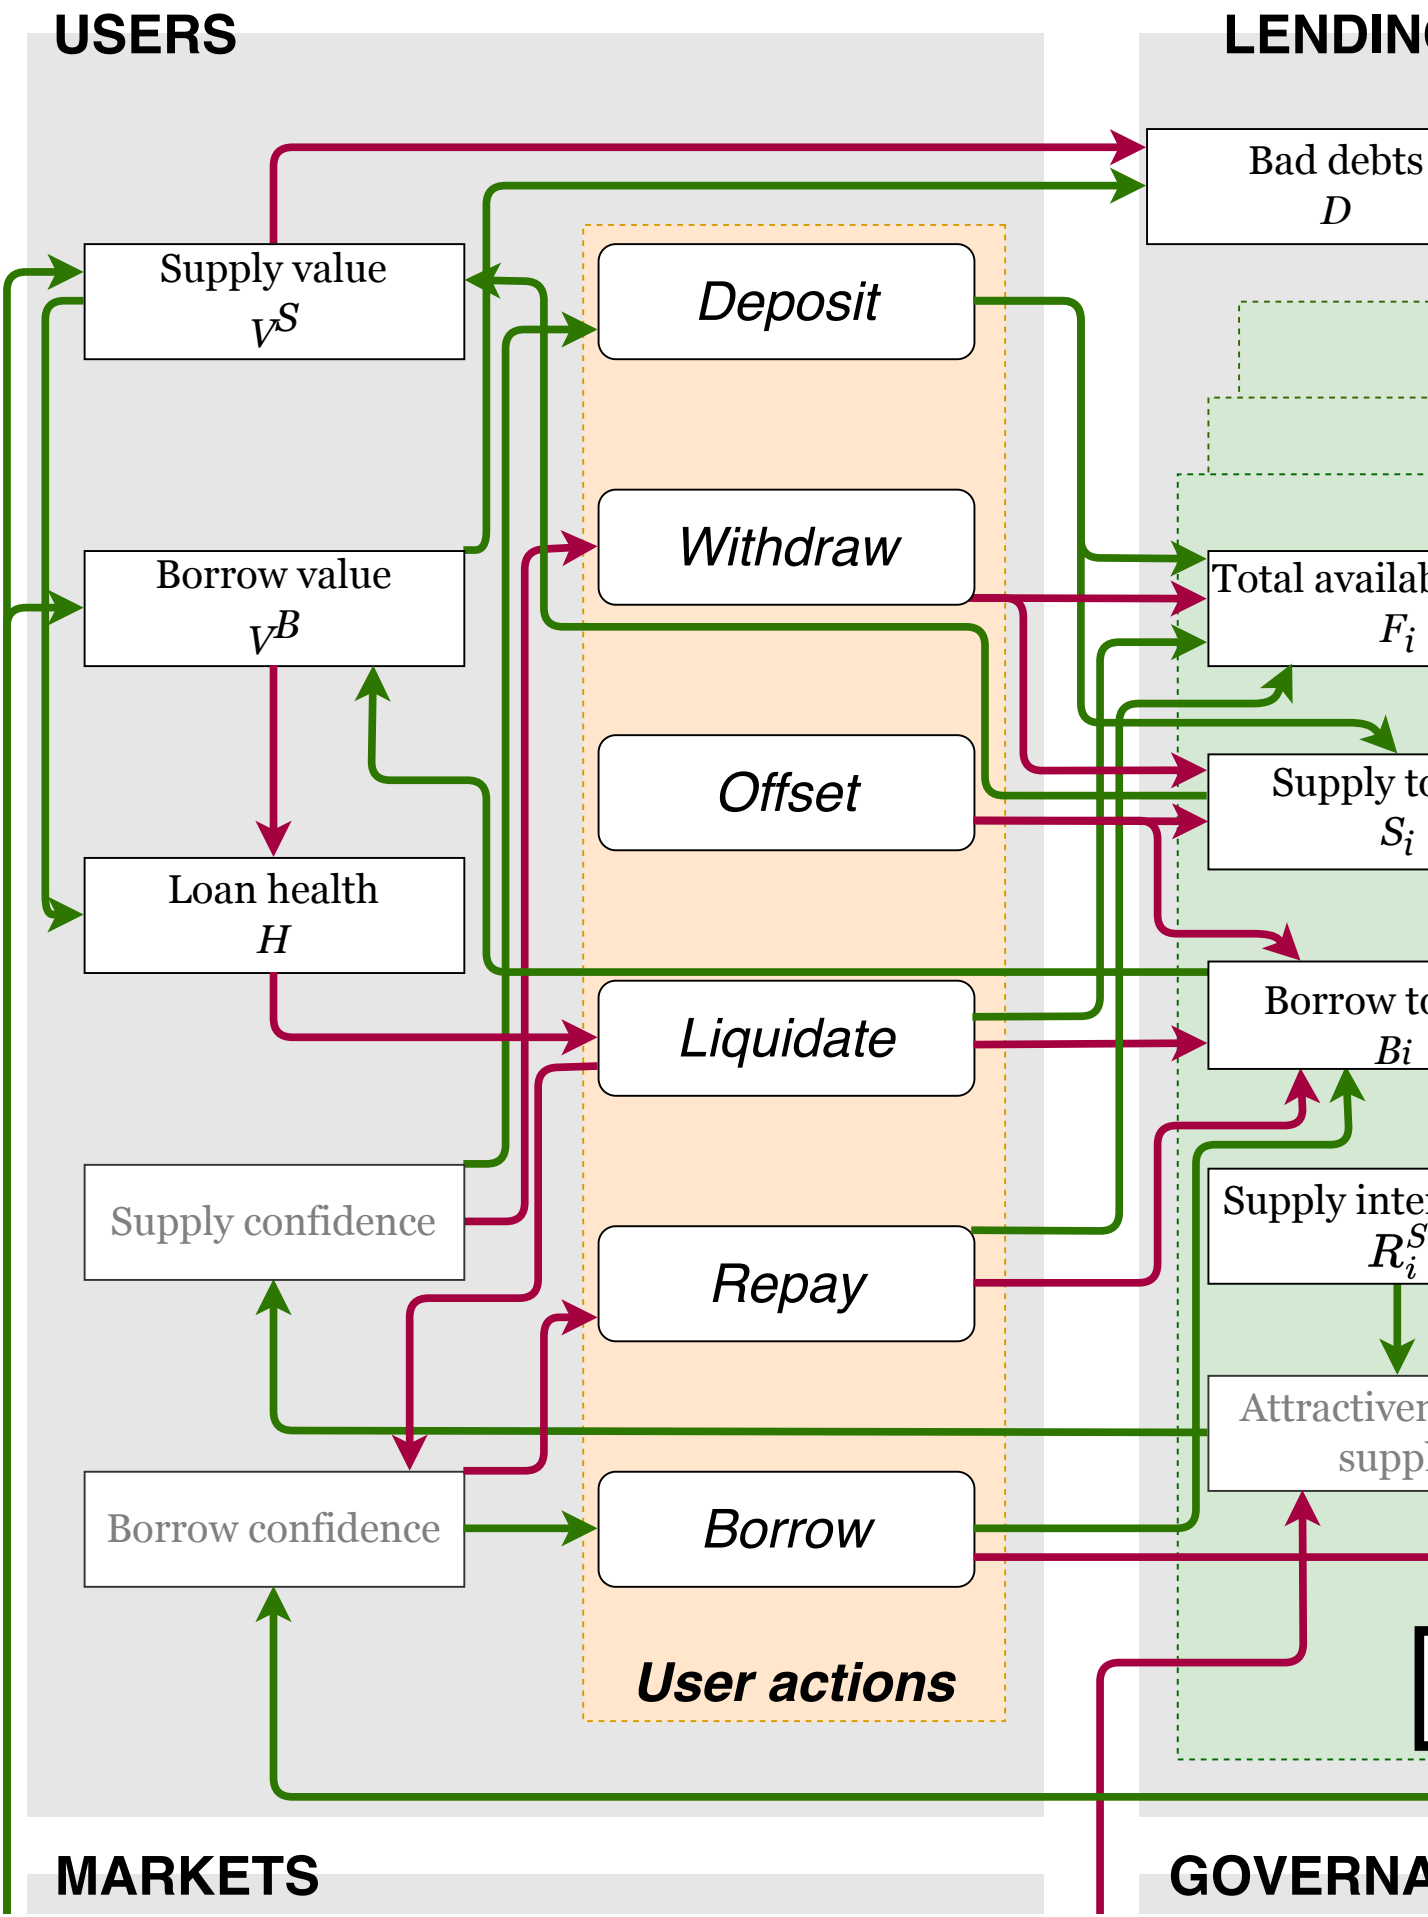 USERS
LENDING
Bad debts
D
Supply value
V^S
Deposit
Withdraw
Borrow value
V^B
Total availab
F_i
Offset
Supply to
S_i
Loan health
H
Liquidate
Borrow to
Bi
Supply confidence
Supply inte
R_i^S
Repay
Attractiven
suppl
Borrow confidence
Borrow
User actions
MARKETS
GOVERNA